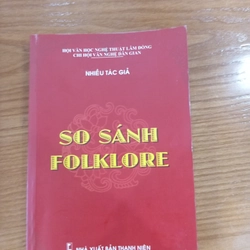 HỘI VĂN HỌC NGHỆ THUẬT LÂM ĐỒNG
CHI HỘI VĂN NGHỆ DÂN GIAN
NHIỀU TÁC GIẢ
SO SÁNH
FOLKLORE
NHÀ XUẤT BẢN THANH NIÊN